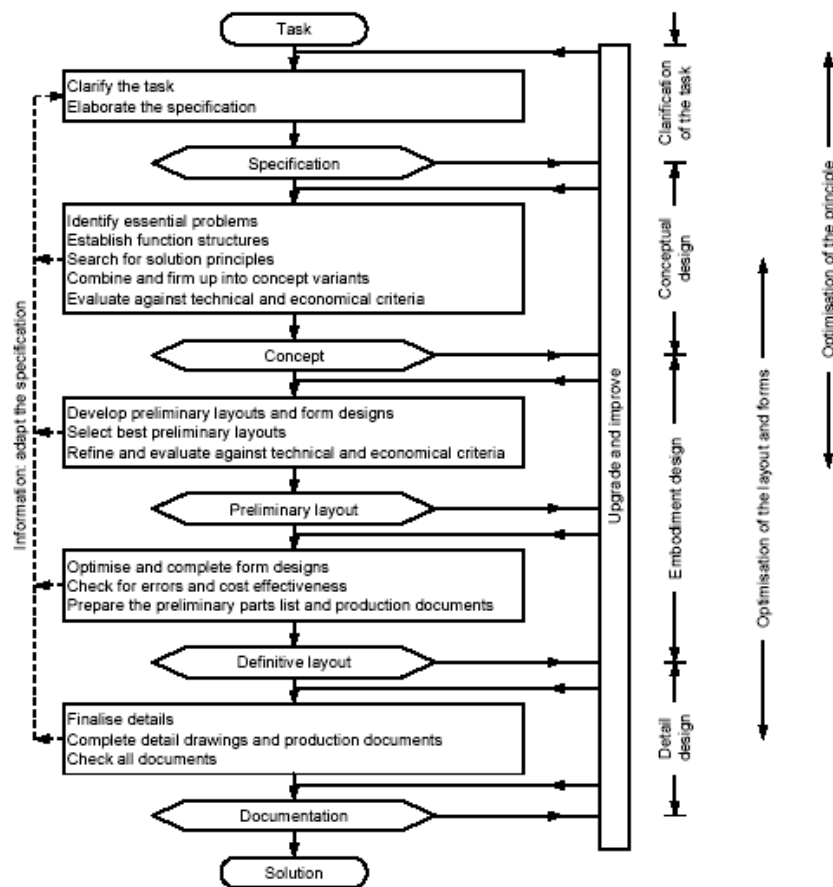 Task
Clarify the task
Elaborate the specification
Specification
Identify essential problems
Establish function structures
Search for solution principles
Combine and firm up into concept variants
Evaluate against technical and economical criteria
Concept
Develop preliminary layouts and form designs
Select best preliminary layouts
Refine and evaluate against technical and economical criteria
Preliminary layout
Optimise and complete form designs
Check for errors and cost effectiveness
Prepare the preliminary parts list and production documents
Definitive layout
Finalise details
Complete detail drawings and production documents
Check all documents
Documentation
Solution
Information: adapt the specification
Upgrade and improve
Clarification
of the task
Conceptual
design
Embodiment design
Detail
design
Optimisation of the layout and forms
Optimisation of the principle